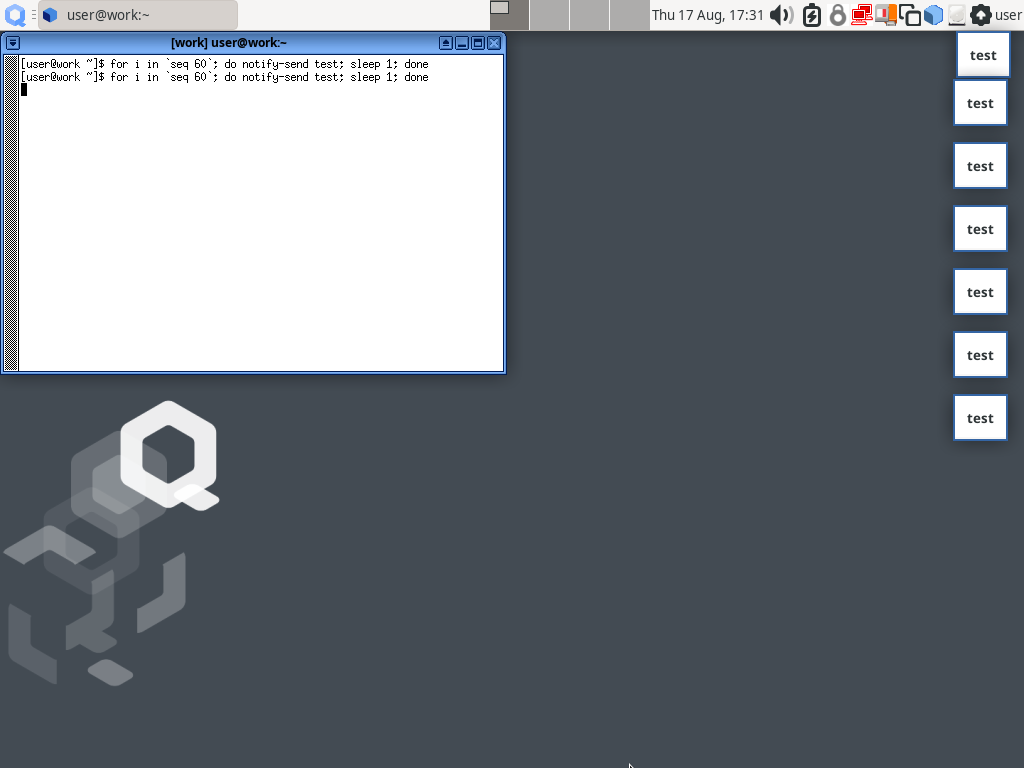 user@work:~
Thu 17 Aug, 17:31
user
[work] user@work:~
[user@work ~]$ for i in `seq 60`; do notify-send test; sleep 1; done
[user@work ~]$ for i in `seq 60`; do notify-send test; sleep 1; done
test
test
test
test
test
test
test